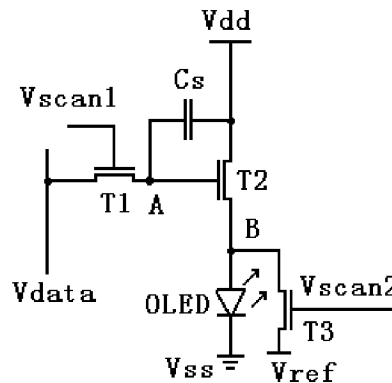 Vdd
Cs
Vscan1
T2
T1
A
B
Vdata
OLED
Vscan2
T3
Vss
Vref